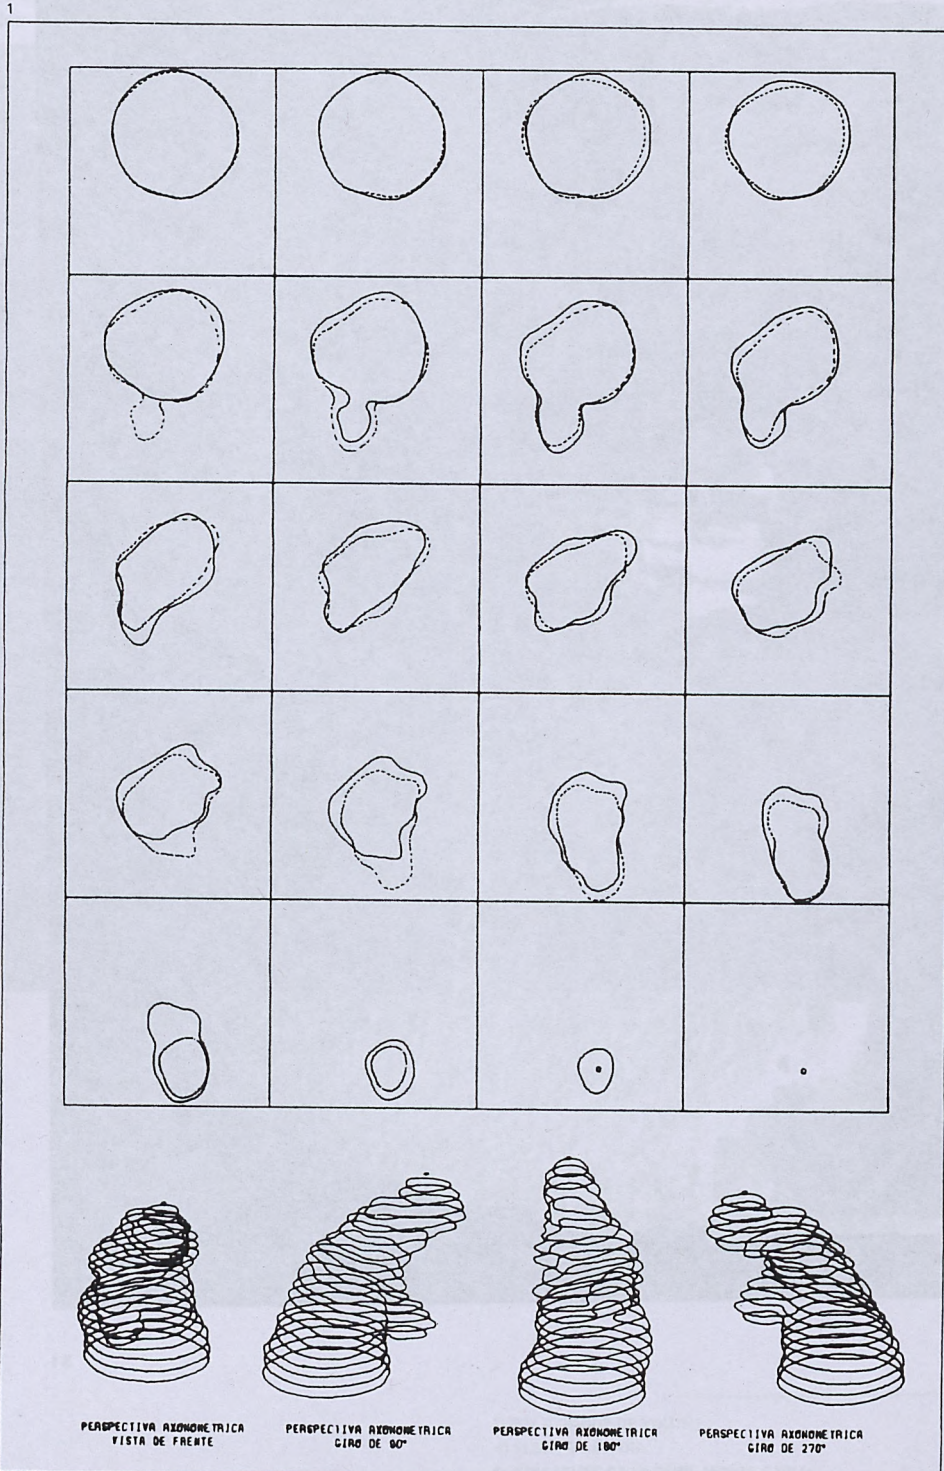 1
PERSPECTIVA AXONOMETRICA
VISTA DE FRENTE
PERSPECTIVA AXONOMETRICA
GIRO DE 90°
PERSPECTIVA AXONOMETRICA
GIRO DE 180°
PERSPECTIVA AXONOMETRICA
GIRO DE 270°